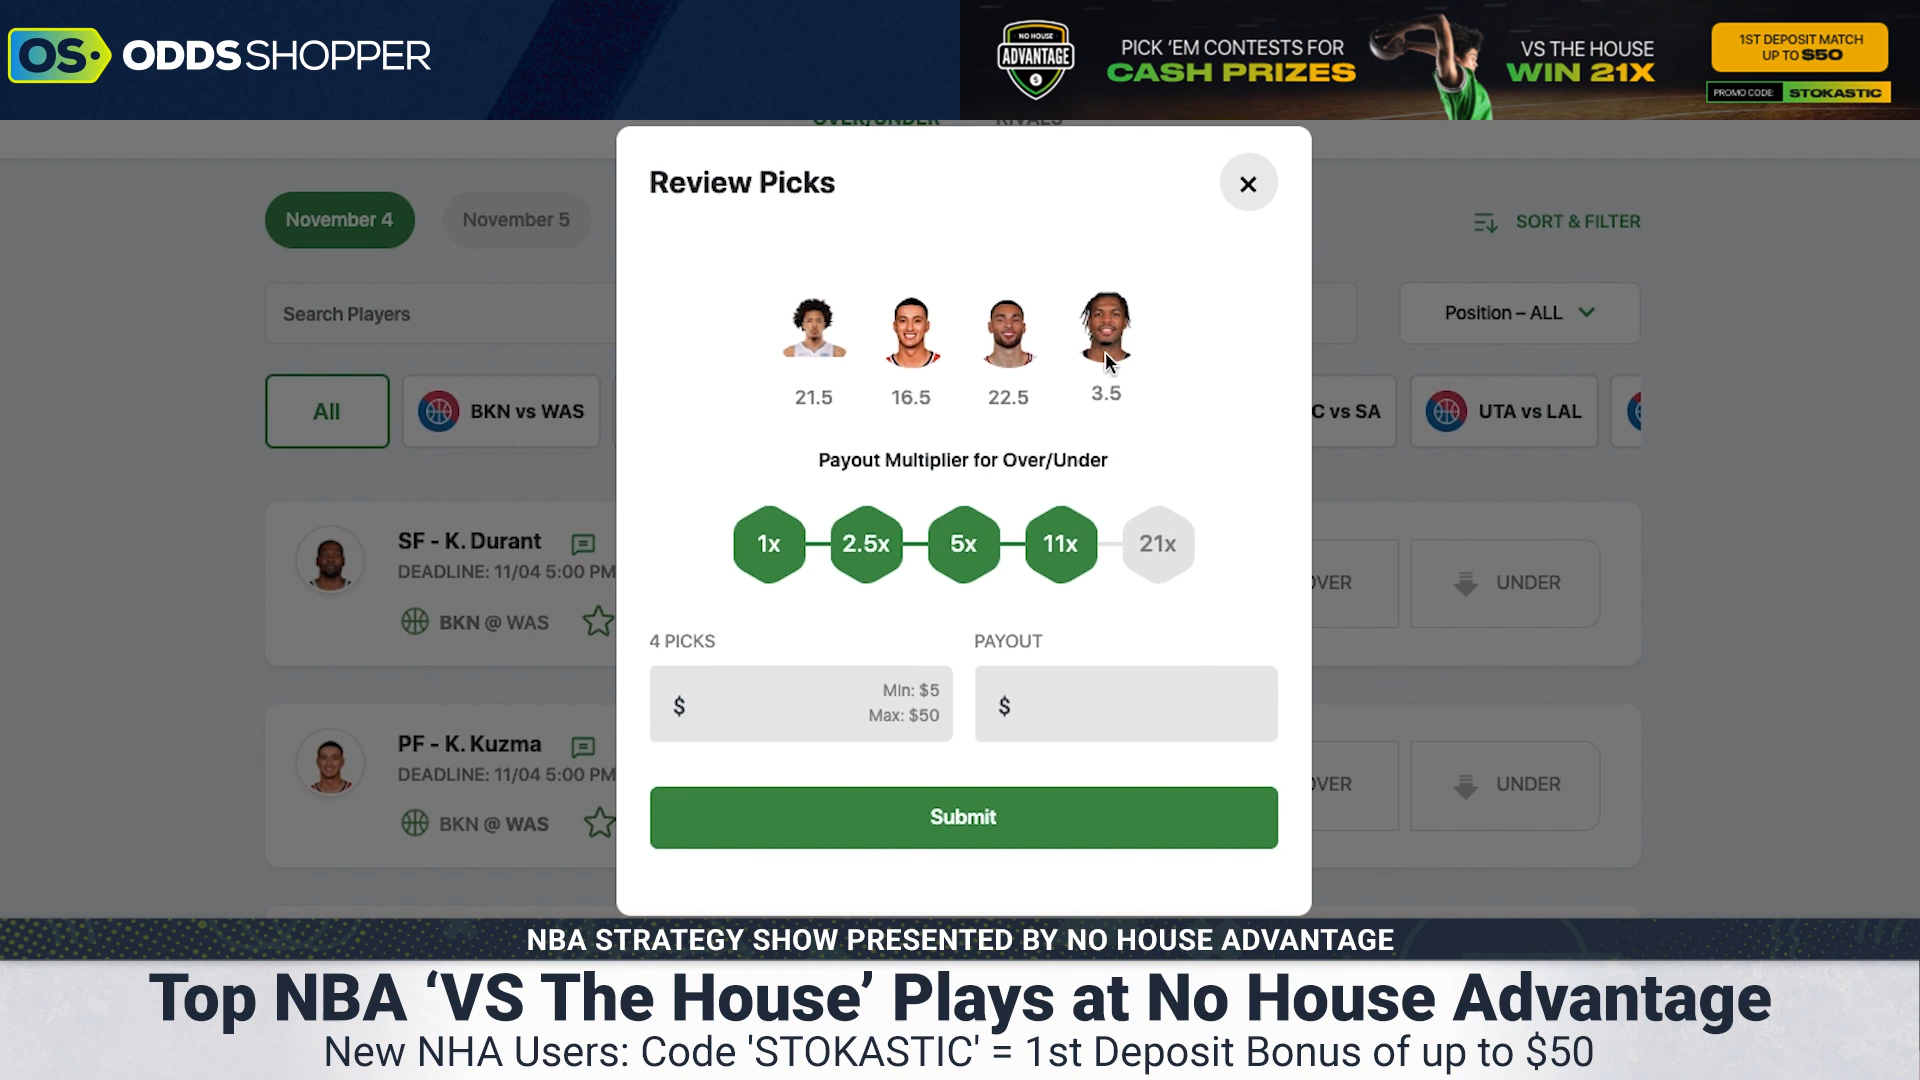 OS.
ODDSSHOPPER
NO HOUSE
ADVANTAGE
$
PICK ‘EM CONTESTS FOR
CASH PRIZES
VS THE HOUSE
WIN 21X
1ST DEPOSIT MATCH
UP TO $50
PROMO CODE: STOKASTIC
OVER/UNDER
RIVALS
Review Picks
×
November 4
November 5
SORT & FILTER
Search Players
Position – ALL
21.5
16.5
22.5
3.5
All
BKN vs WAS
C vs SA
UTA vs LAL
Payout Multiplier for Over/Under
1x
2.5x
5x
11x
21x
SF - K. Durant
DEADLINE: 11/04 5:00 PM
BKN @ WAS
OVER
UNDER
4 PICKS
PAYOUT
$
Min: $5
Max: $50
$
PF - K. Kuzma
DEADLINE: 11/04 5:00 PM
BKN @ WAS
OVER
UNDER
Submit
NBA STRATEGY SHOW PRESENTED BY NO HOUSE ADVANTAGE
Top NBA ‘VS The House’ Plays at No House Advantage
New NHA Users: Code 'STOKASTIC' = 1st Deposit Bonus of up to $50